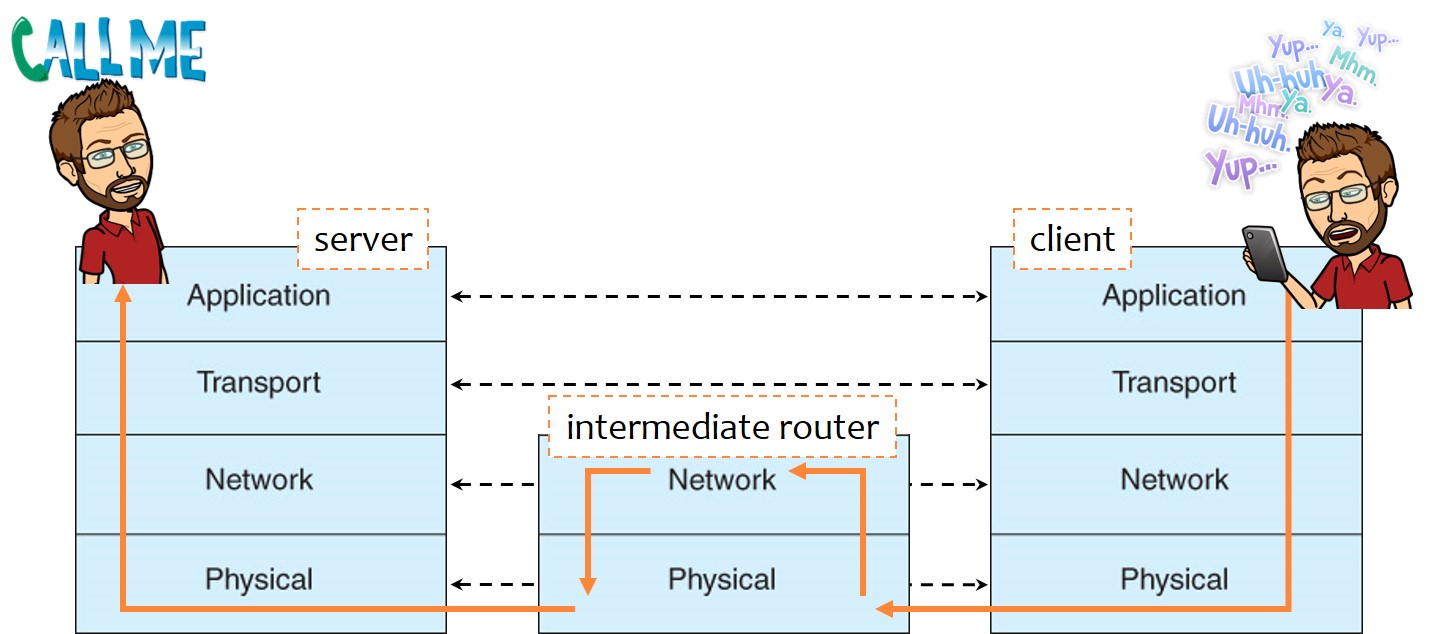 CALL ME
Ya.
Yup...
Yup...
Mhm.
Uh-huh
Ya.
Mhm.
Ya.
Uh-huh.
Yup...
server
client
Application
Application
Transport
Transport
intermediate router
Network
Network
Network
Physical
Physical
Physical